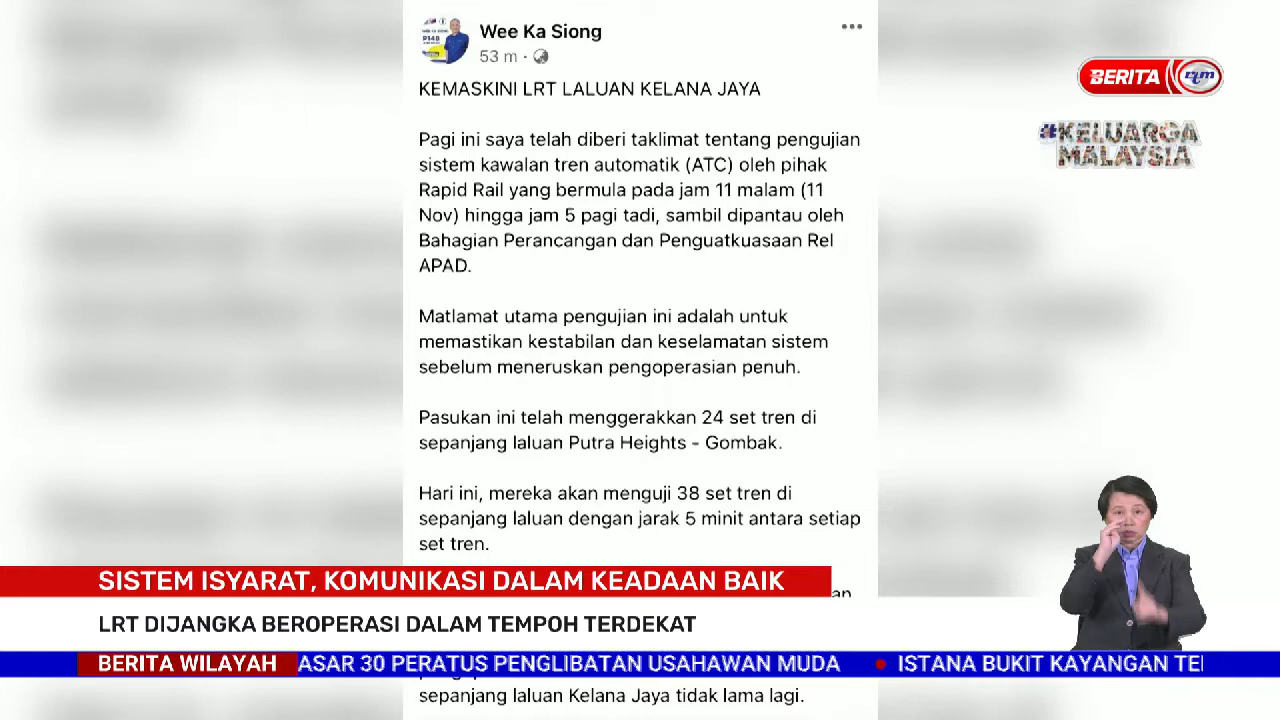 Wee Ka Siong
53 m ·
KEMASKINI LRT LALUAN KELANA JAYA
Pagi ini saya telah diberi taklimat tentang pengujian
sistem kawalan tren automatik (ATC) oleh pihak
Rapid Rail yang bermula pada jam 11 malam (11
Nov) hingga jam 5 pagi tadi, sambil dipantau oleh
Bahagian Perancangan dan Penguatkuasaan Rel
APAD.
Matlamat utama pengujian ini adalah untuk
memastikan kestabilan dan keselamatan sistem
sebelum meneruskan pengoperasian penuh.
Pasukan ini telah menggerakkan 24 set tren di
sepanjang laluan Putra Heights - Gombak.
Hari ini, mereka akan menguji 38 set tren di
sepanjang laluan dengan jarak 5 minit antara setiap
set tren.
sepanjang laluan Kelana Jaya tidak lama lagi.
BERITA rtm
#KELUARGA
MALAYSIA
SISTEM ISYARAT, KOMUNIKASI DALAM KEADAAN BAIK
LRT DIJANGKA BEROPERASI DALAM TEMPOH TERDEKAT
BERITA WILAYAH ASAR 30 PERATUS PENGLIBATAN USAHAWAN MUDA • ISTANA BUKIT KAYANGAN